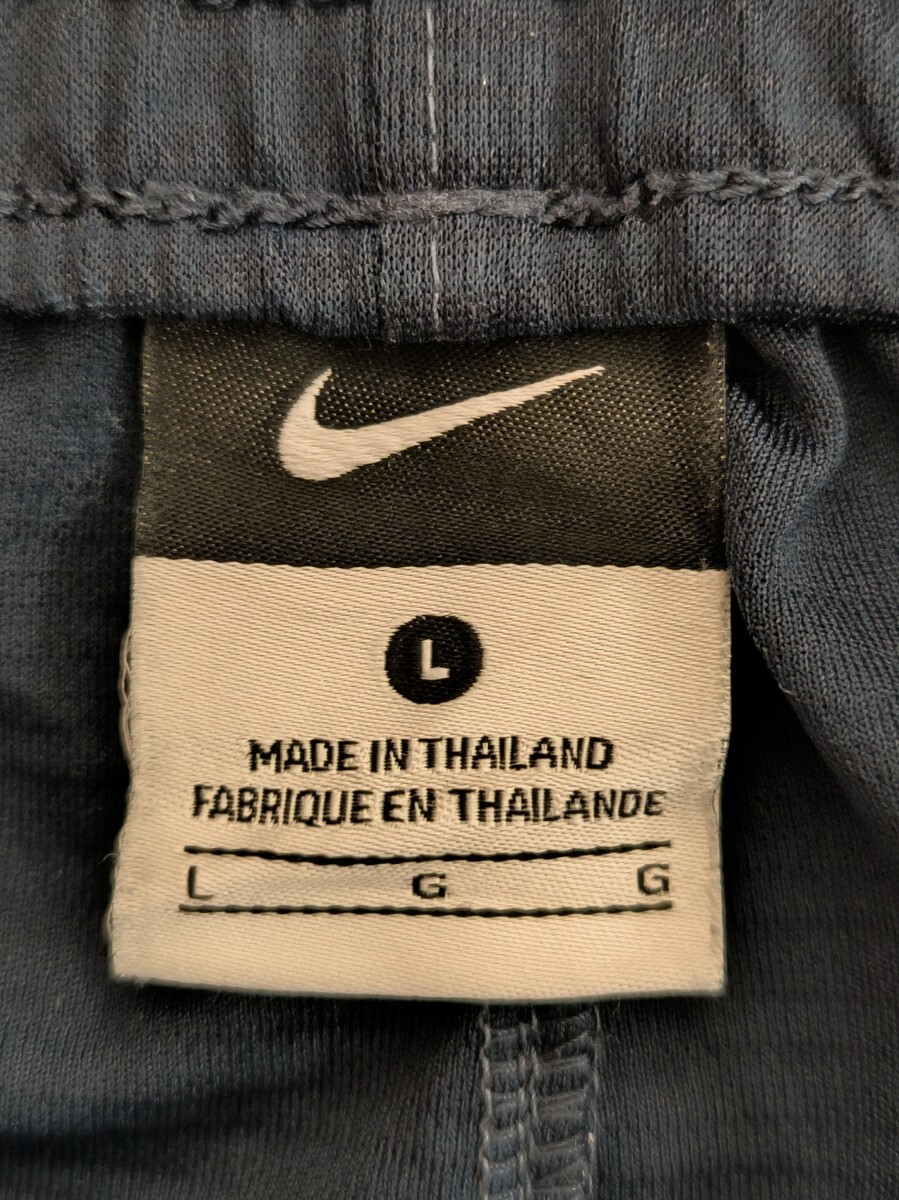 L
MADE IN THAILAND
FABRIQUE EN THAILANDE
L G G